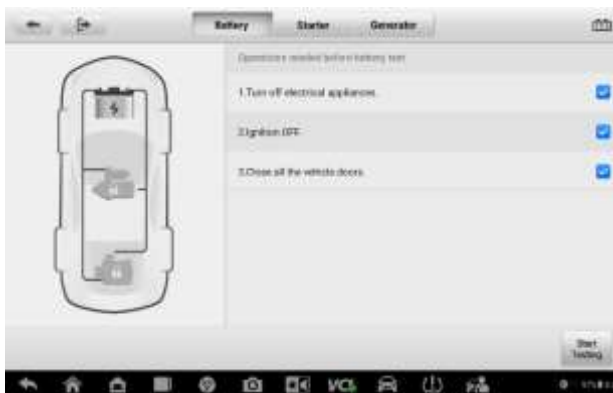 Battery
Starter
Generator
Operations needed before battery test
1.Turn off electrical appliances.
2.Ignition OFF.
3.Close all the vehicle doors.
Start
Testing
VCI